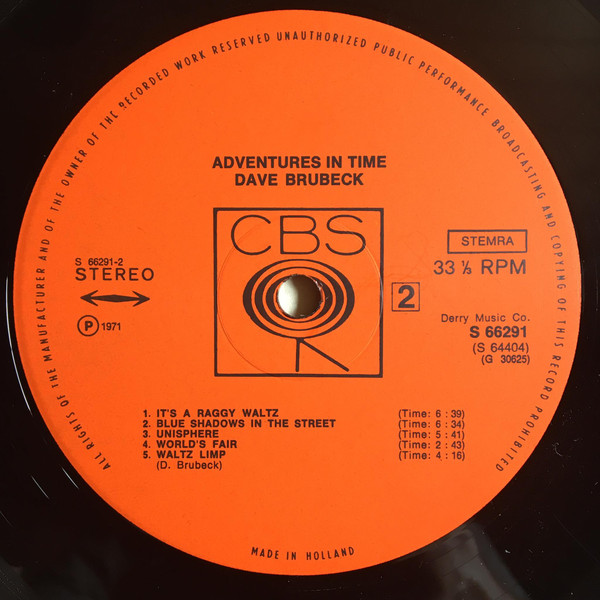 ALL RIGHTS OF THE MANUFACTURER AND OF THE OWNER OF THE RECORDED WORK RESERVED UNAUTHORIZED PUBLIC PERFORMANCE BROADCASTING AND COPYING OF THIS RECORD PROHIBITED
ADVENTURES IN TIME
DAVE BRUBECK
CBS
S 66291-2
STEREO
Ⓟ 1971
STEMRA
33 ⅓ RPM
2
Derry Music Co.
S 66291
(S 64404)
(G 30625)
1. IT'S A RAGGY WALTZ (Time: 6 : 39)
2. BLUE SHADOWS IN THE STREET (Time: 6 : 34)
3. UNISPHERE (Time: 5 : 41)
4. WORLD'S FAIR (Time: 2 : 43)
5. WALTZ LIMP (Time: 4 : 16)
(D. Brubeck)
MADE IN HOLLAND